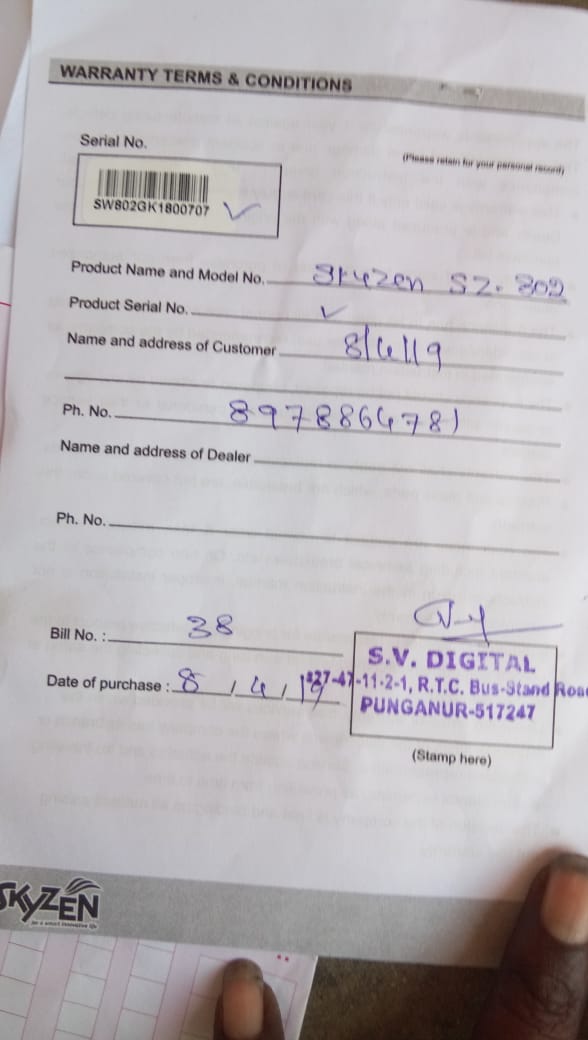 WARRANTY TERMS & CONDITIONS
Serial No.
(Please retain for your personal record)
SW802GK1800707
Product Name and Model No. Skyzen SZ. 802
Product Serial No.
Name and address of Customer 8/4/19
Ph. No. 8978864781
Name and address of Dealer
Ph. No.
Bill No. : 38
Date of purchase : 8 / 4 / 19
S.V. DIGITAL
#27-47-11-2-1, R.T.C. Bus-Stand Road
PUNGANUR-517247
(Stamp here)
SKYZEN